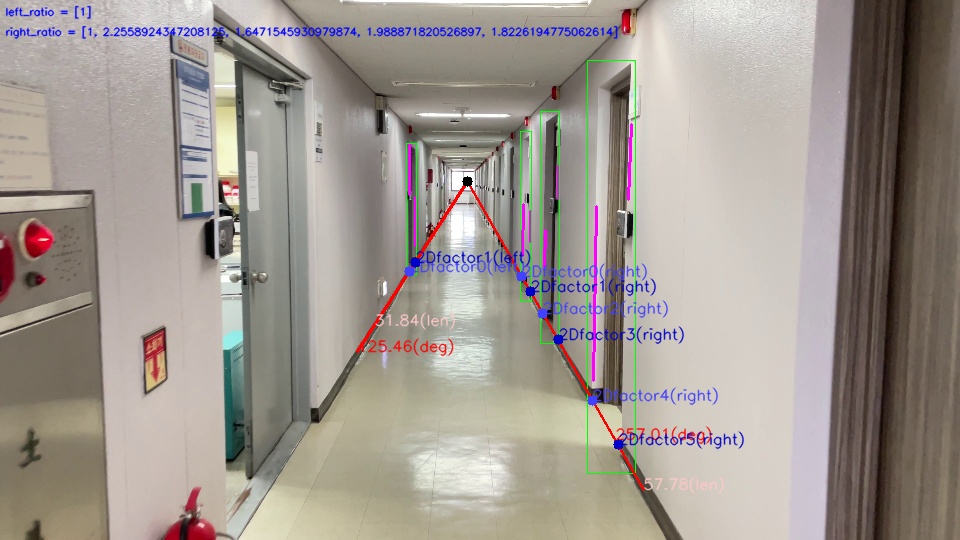 left_ratio = [1]
right_ratio = [1, 2.2558924347208125, 1.6471545930979874, 1.988871820526897, 1.8226194775062614]
2Dfactor1(left)
2Dfactor0(left)
2Dfactor0(right)
2Dfactor1(right)
2Dfactor2(right)
31.84(len)
2Dfactor3(right)
25.46(deg)
2Dfactor4(right)
257.01(deg)
2Dfactor5(right)
57.78(len)